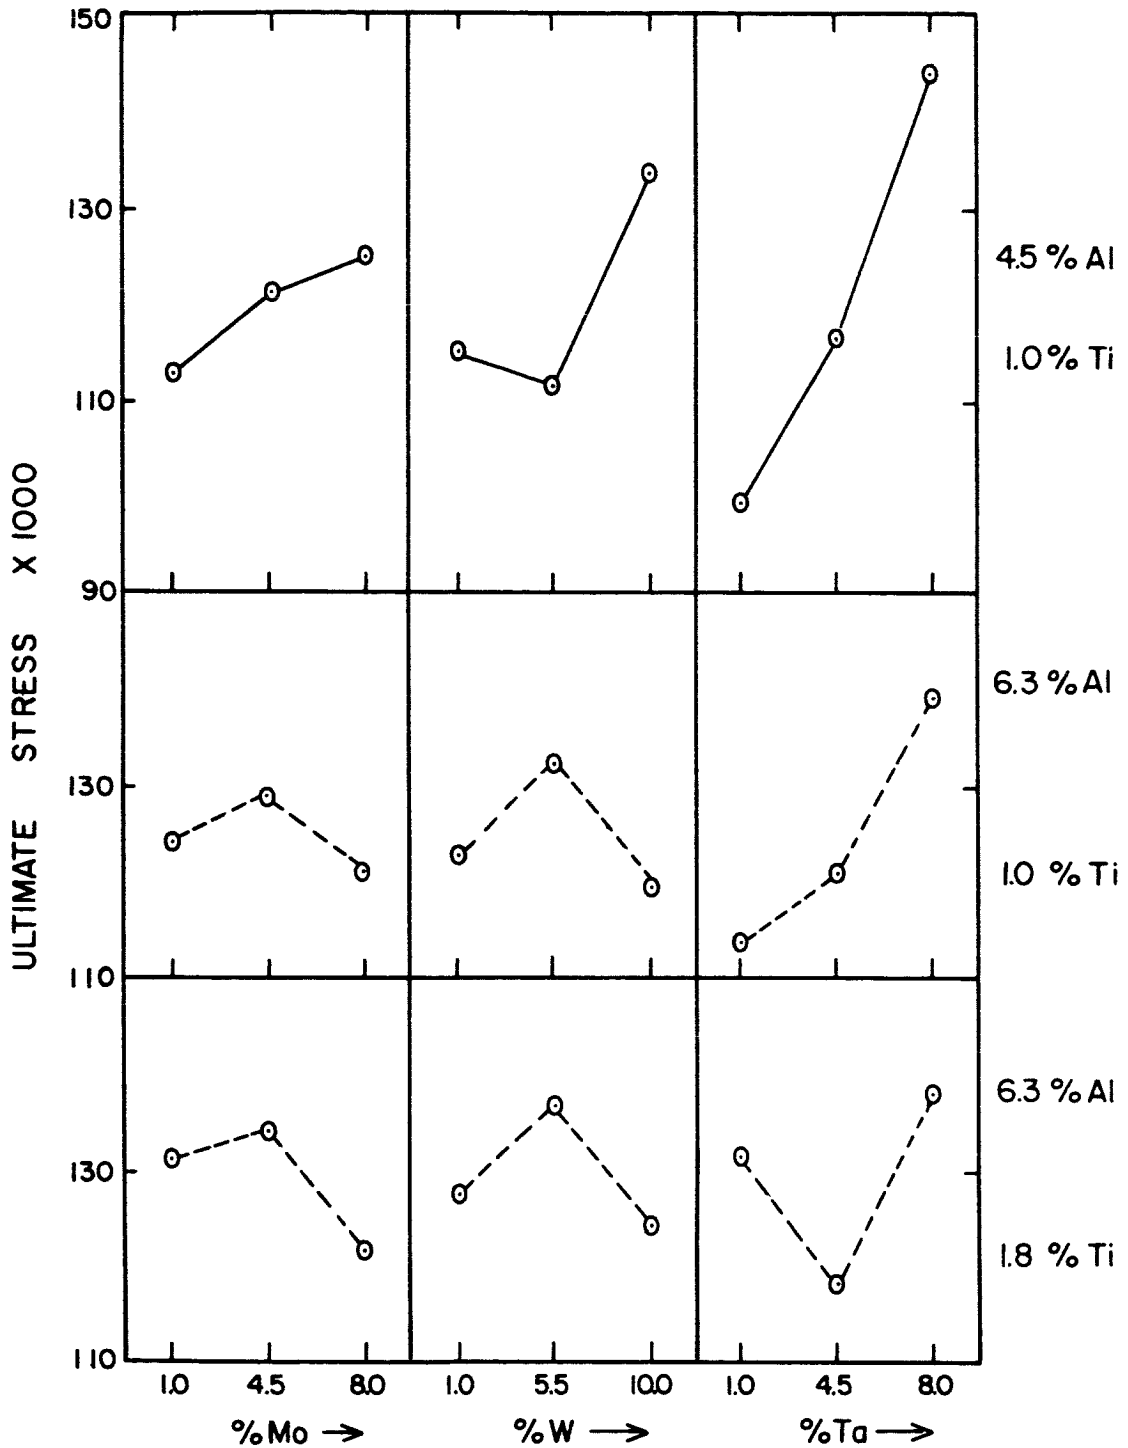 150
130
110
90
130
110
130
110
ULTIMATE STRESS X 1000
4.5 % Al
1.0 % Ti
6.3 % Al
1.0 % Ti
6.3 % Al
1.8 % Ti
1.0 4.5 8.0 1.0 5.5 10.0 1.0 4.5 8.0
% Mo → % W → % Ta →